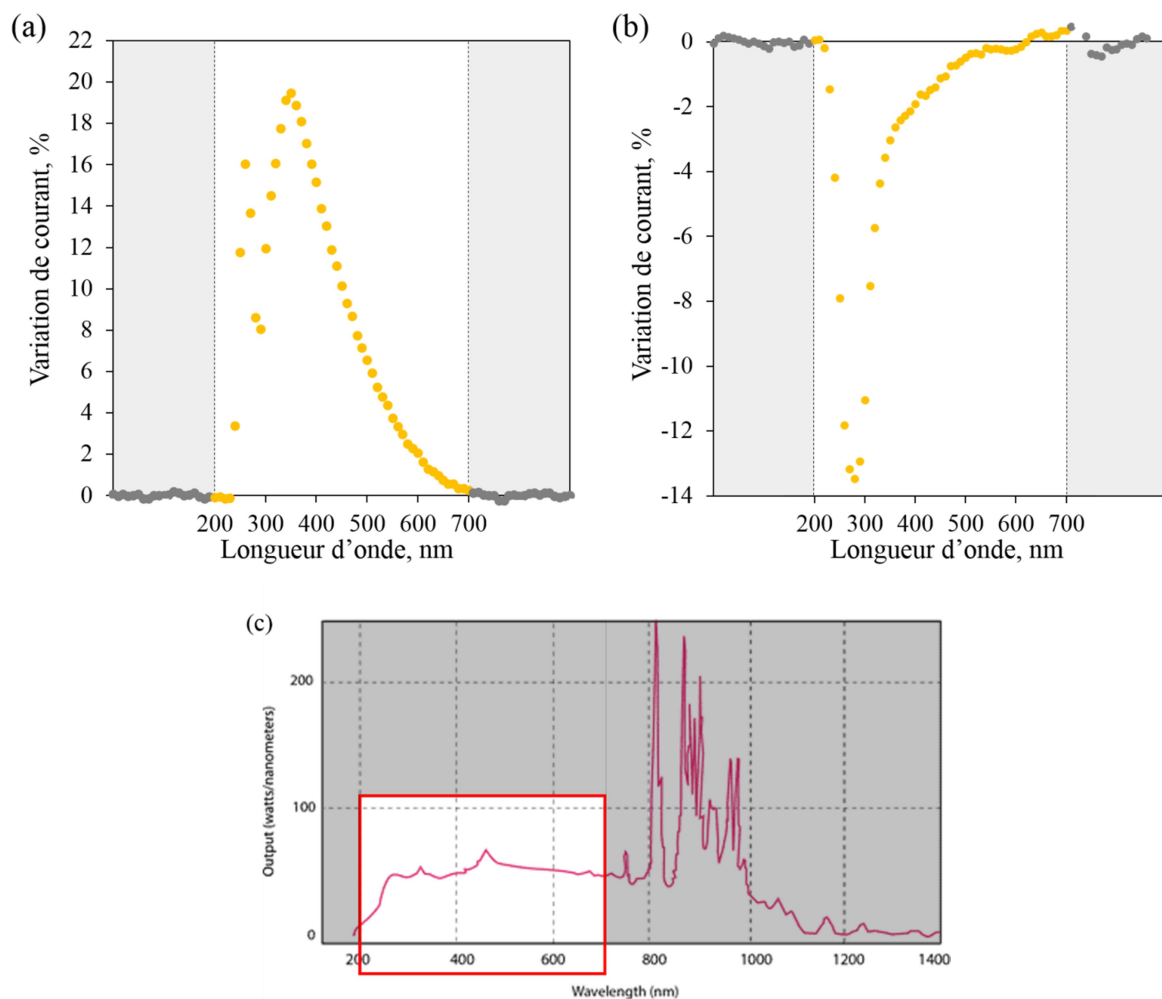 (a)
22
20
18
16
14
12
10
8
6
4
2
0
Variation de courant, %
200 300 400 500 600 700
Longueur d’onde, nm
(b)
0
-2
-4
-6
-8
-10
-12
-14
Variation de courant, %
200 300 400 500 600 700
Longueur d’onde, nm
(c)
200
100
0
Output (watts/nanometers)
200 400 600 800 1000 1200 1400
Wavelength (nm)